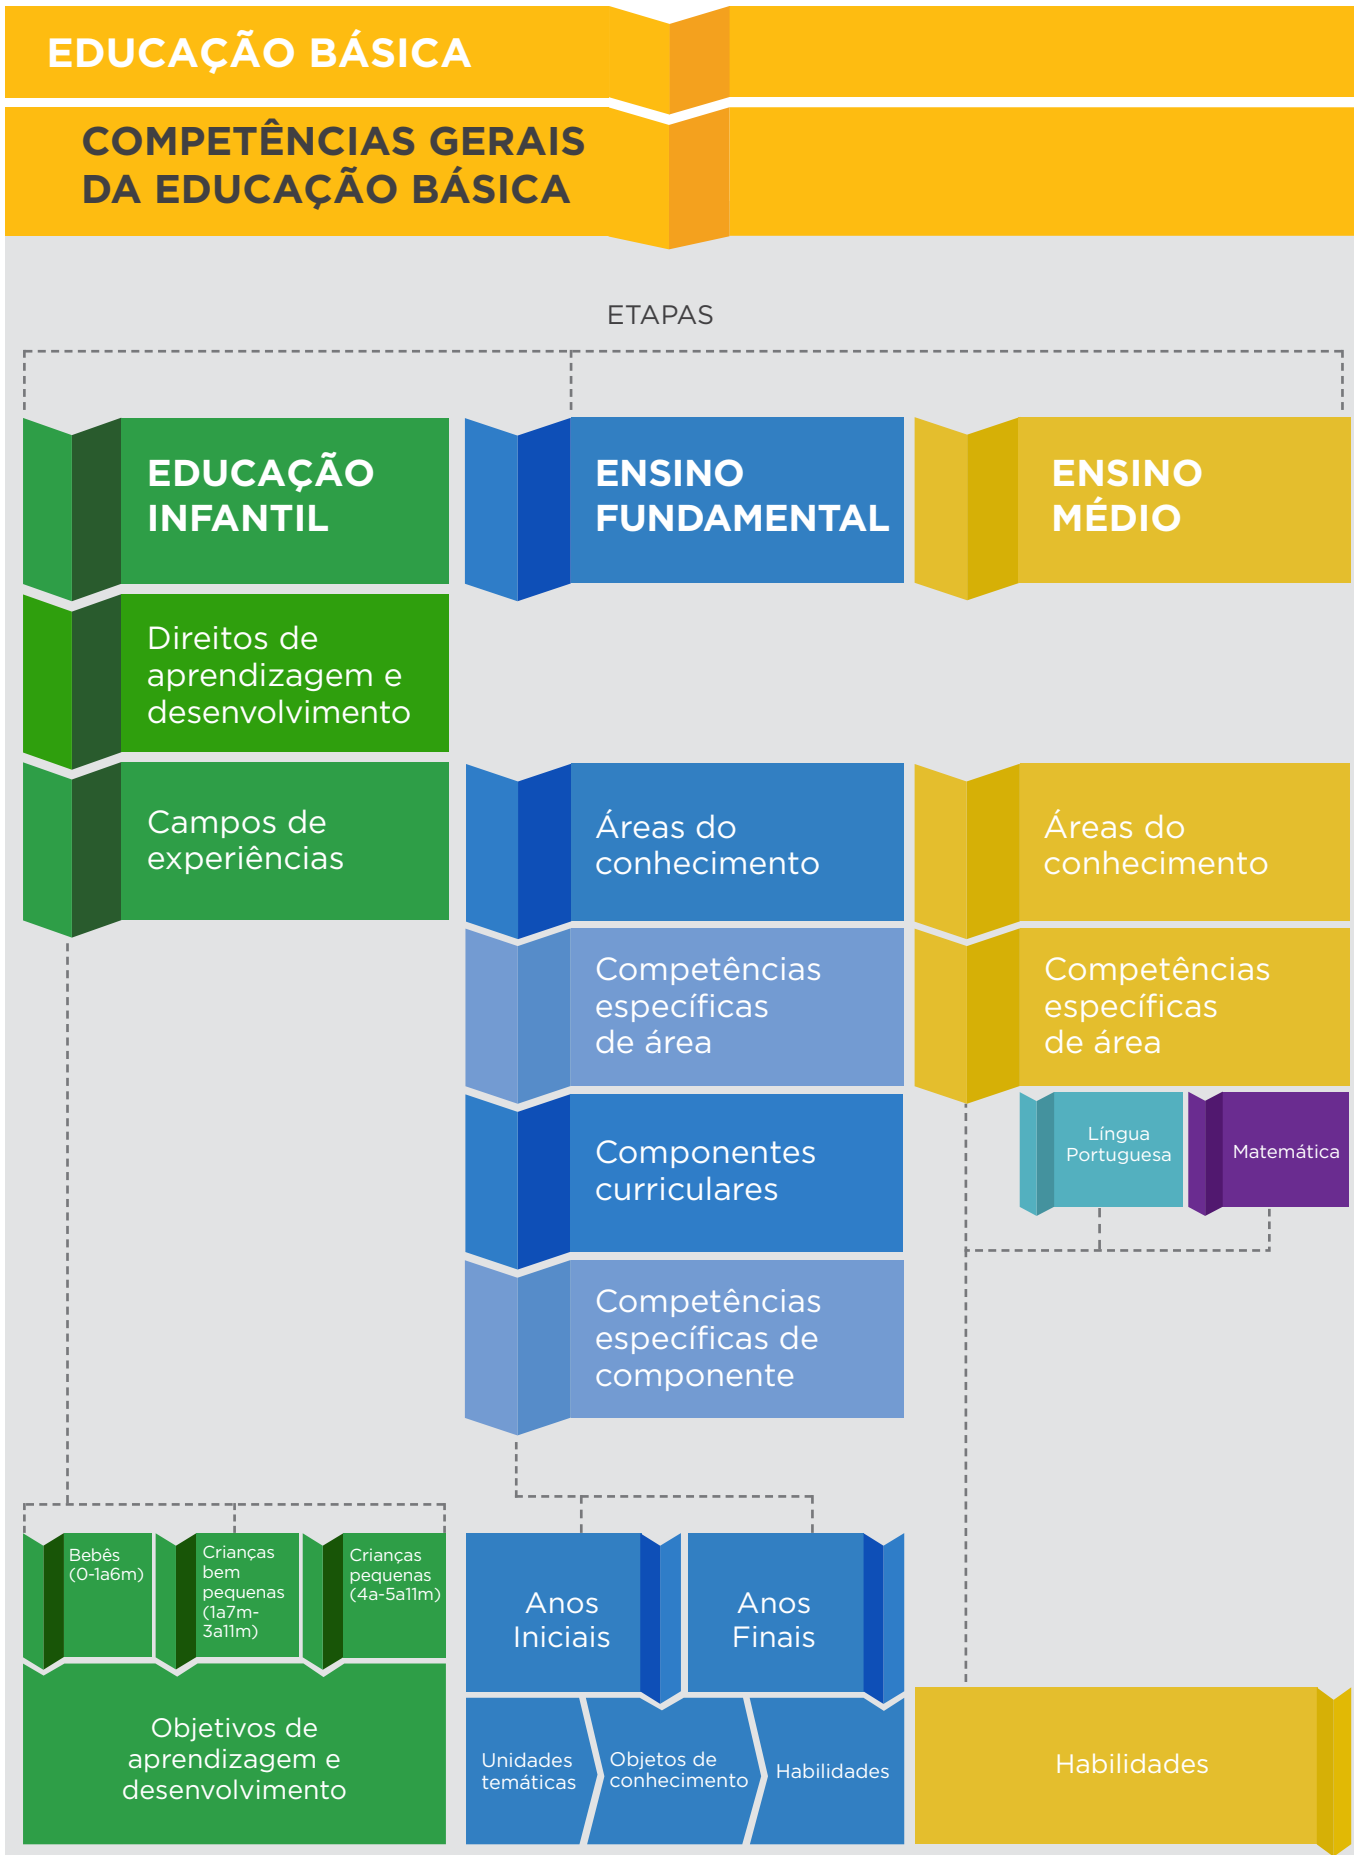 EDUCAÇÃO BÁSICA
COMPETÊNCIAS GERAIS
DA EDUCAÇÃO BÁSICA
ETAPAS
EDUCAÇÃO
INFANTIL
Direitos de
aprendizagem e
desenvolvimento
Campos de
experiências
Bebês
(0-1a6m)
Crianças
bem
pequenas
(1a7m-
3a11m)
Crianças
pequenas
(4a-5a11m)
Objetivos de
aprendizagem e
desenvolvimento
ENSINO
FUNDAMENTAL
Áreas do
conhecimento
Competências
específicas
de área
Componentes
curriculares
Competências
específicas de
componente
Anos
Iniciais
Anos
Finais
Unidades
temáticas
Objetos de
conhecimento
Habilidades
ENSINO
MÉDIO
Áreas do
conhecimento
Competências
específicas
de área
Língua
Portuguesa
Matemática
Habilidades